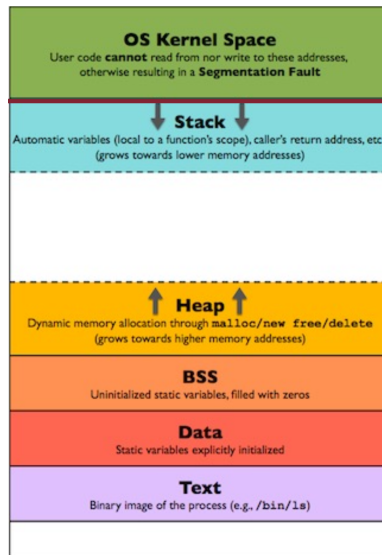 OS Kernel Space
User code cannot read from nor write to these addresses,
otherwise resulting in a Segmentation Fault
Stack
Automatic variables (local to a function's scope), caller's return address, etc
(grows towards lower memory addresses)
Heap
Dynamic memory allocation through malloc/new free/delete
(grows towards higher memory addresses)
BSS
Uninitialized static variables, filled with zeros
Data
Static variables explicitly initialized
Text
Binary image of the process (e.g., /bin/ls)